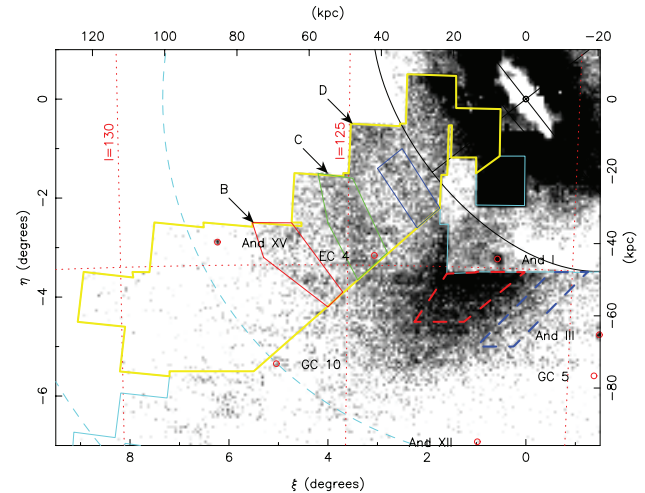 (kpc)
120 100 80 60 40 20 0 −20
D
C
B
l=130
l=125
And XV
EC 4
And I
And III
GC 10
GC 5
And XII
0
−2
−4
−6
η (degrees)
−20
−40
−60
−80
(kpc)
8 6 4 2 0
ξ (degrees)